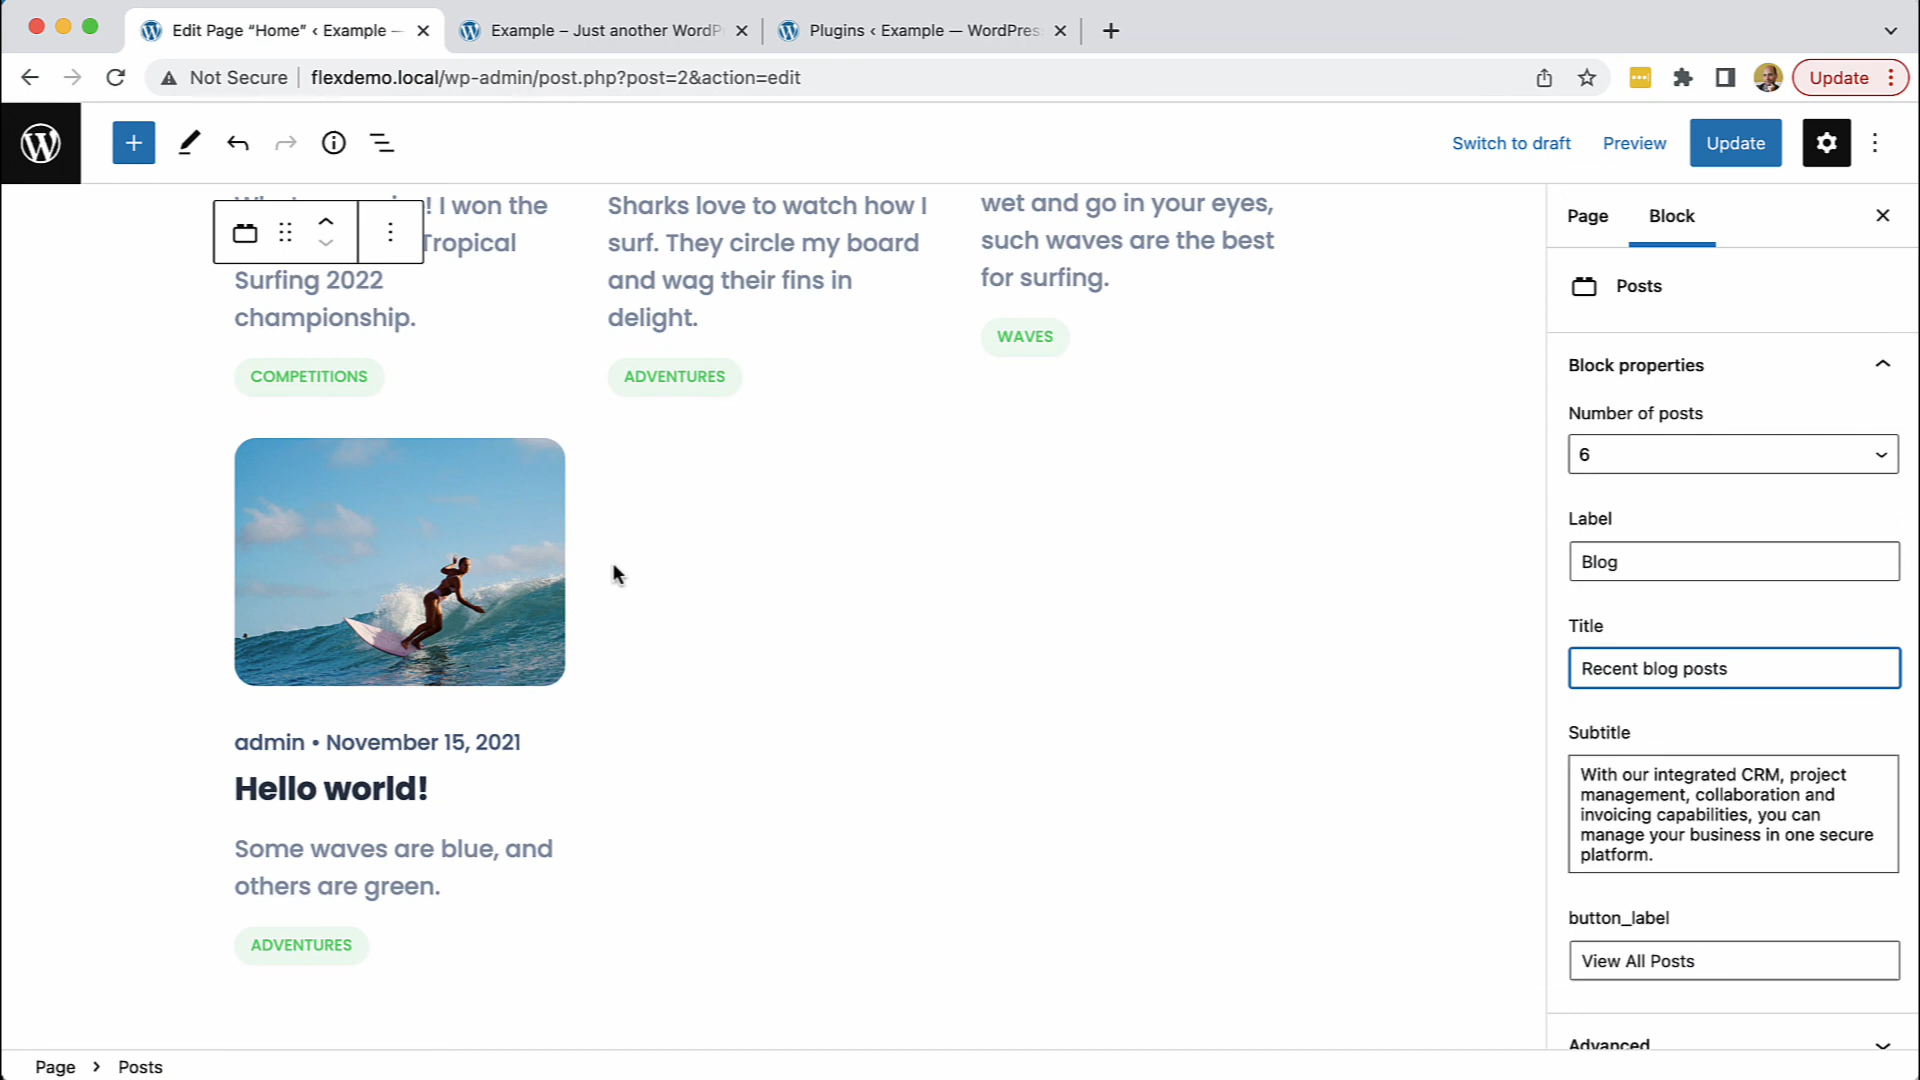 Edit Page “Home” ‹ Example —
Example – Just another WordP
Plugins ‹ Example — WordPres
Not Secure
flexdemo.local/wp-admin/post.php?post=2&action=edit
Update
Switch to draft
Preview
Update
! I won the
Tropical
Surfing 2022
championship.
COMPETITIONS
Sharks love to watch how I
surf. They circle my board
and wag their fins in
delight.
ADVENTURES
wet and go in your eyes,
such waves are the best
for surfing.
WAVES
admin • November 15, 2021
Hello world!
Some waves are blue, and
others are green.
ADVENTURES
Page
Block
Posts
Block properties
Number of posts
6
Label
Blog
Title
Recent blog posts
Subtitle
With our integrated CRM, project
management, collaboration and
invoicing capabilities, you can
manage your business in one secure
platform.
button_label
View All Posts
Advanced
Page > Posts